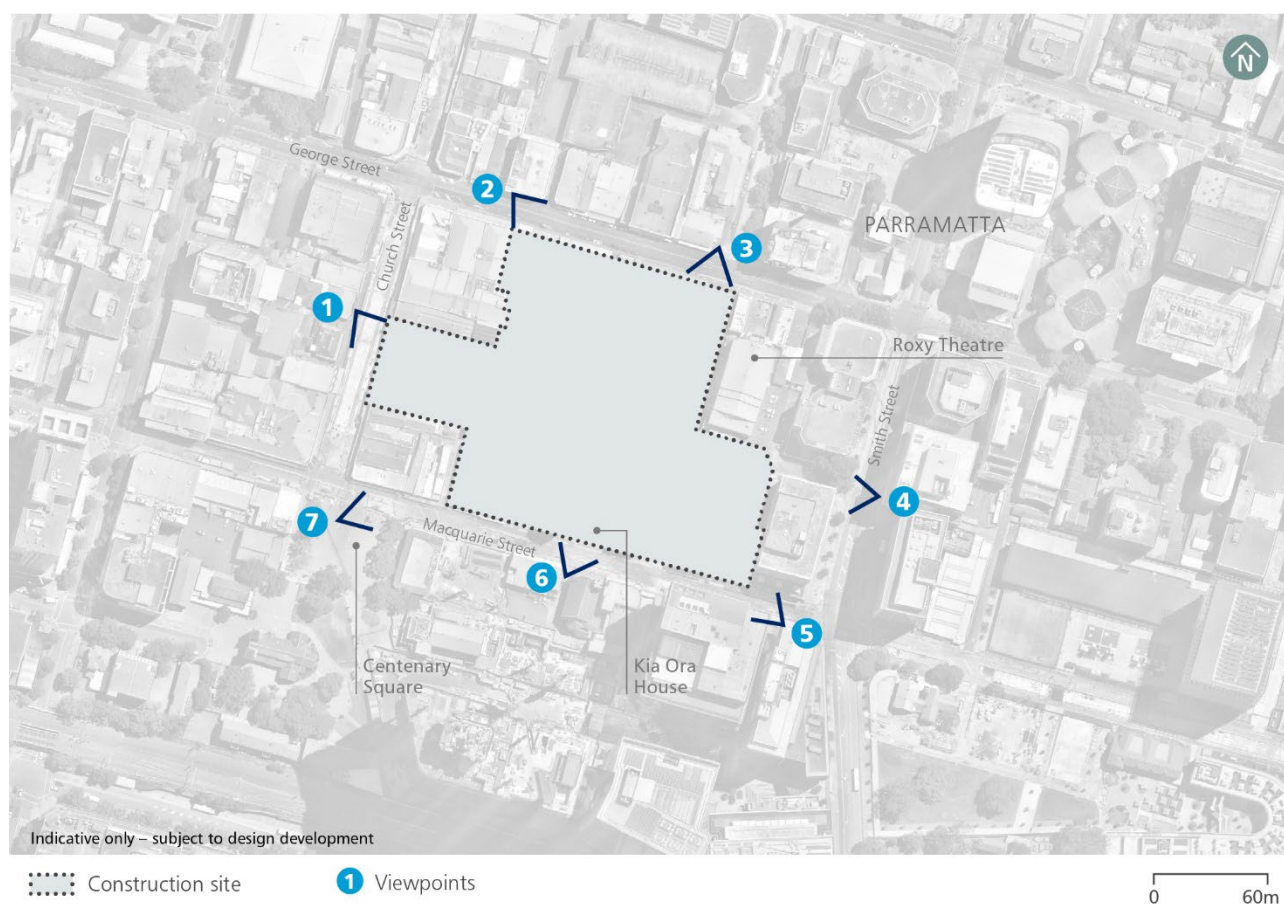 N
George Street
2
Church Street
PARRAMATTA
3
1
Roxy Theatre
Smith Street
4
7
Macquarie Street
6
5
Centenary
Square
Kia Ora
House
Indicative only – subject to design development
Construction site
1 Viewpoints
0 60m